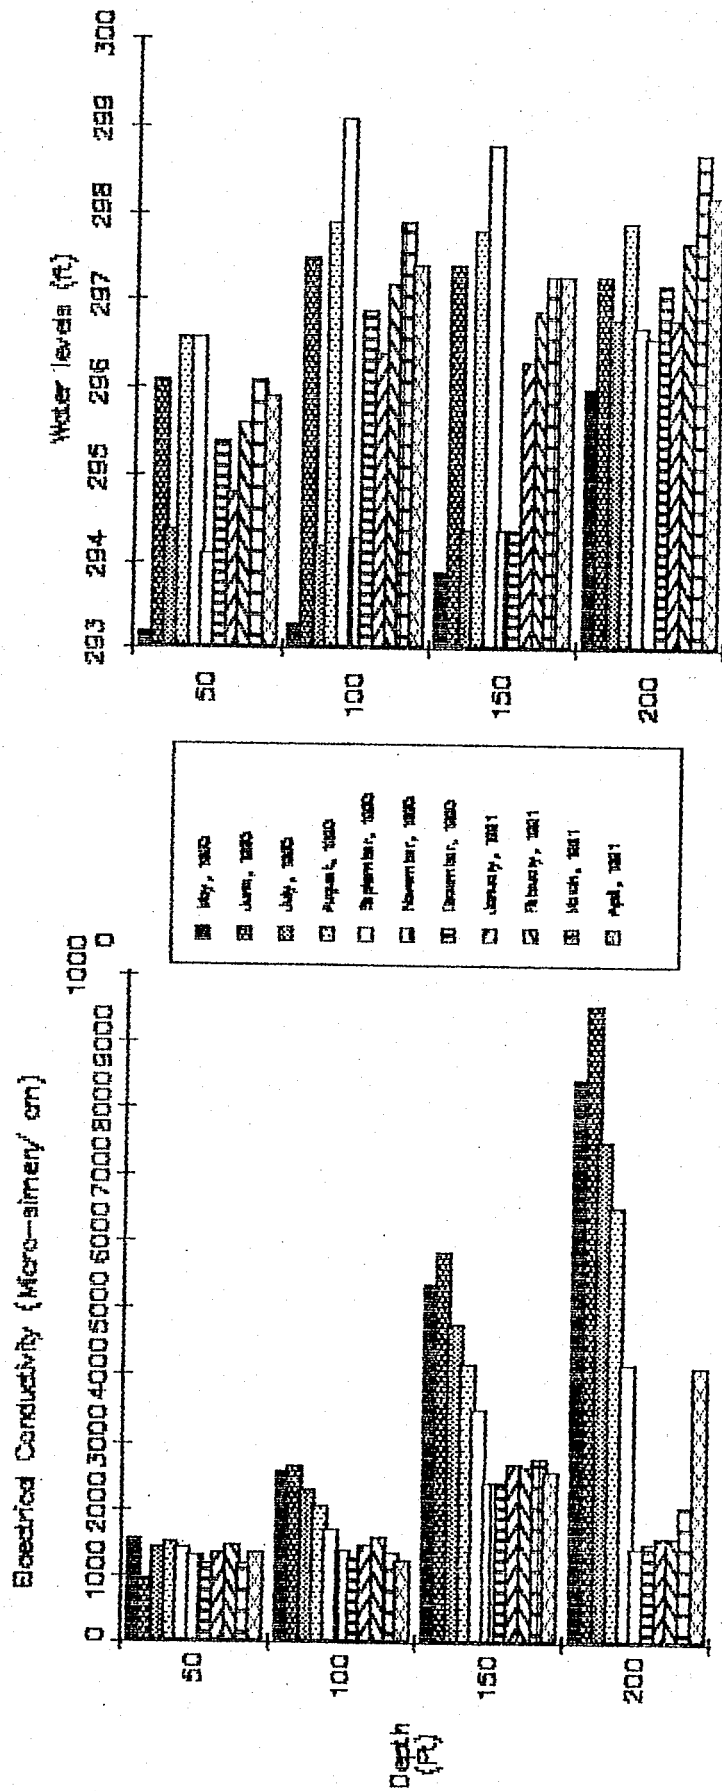 Water levels (ft.)
293 294 295 296 297 298 299 300
50
100
150
200
May, 1990
June, 1990
July, 1990
August, 1990
September, 1990
November, 1990
December, 1990
January, 1991
February, 1991
March, 1991
April, 1991
Electrical Conductivity (Micro-simen/ cm)
0 1000 2000 3000 4000 5000 6000 7000 8000 9000 1000
0
50
100
150
200
Depth
(Ft)